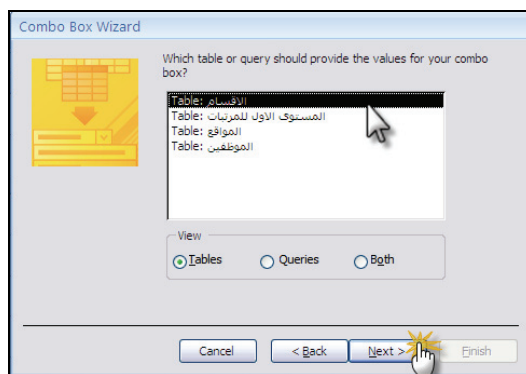 Combo Box Wizard
Which table or query should provide the values for your combo
box?
Table: الاقسام
Table: المستوى الاول للمرتبات
Table: المواقع
Table: الموظفين
View
Tables Queries Both
Cancel < Back Next > Finish